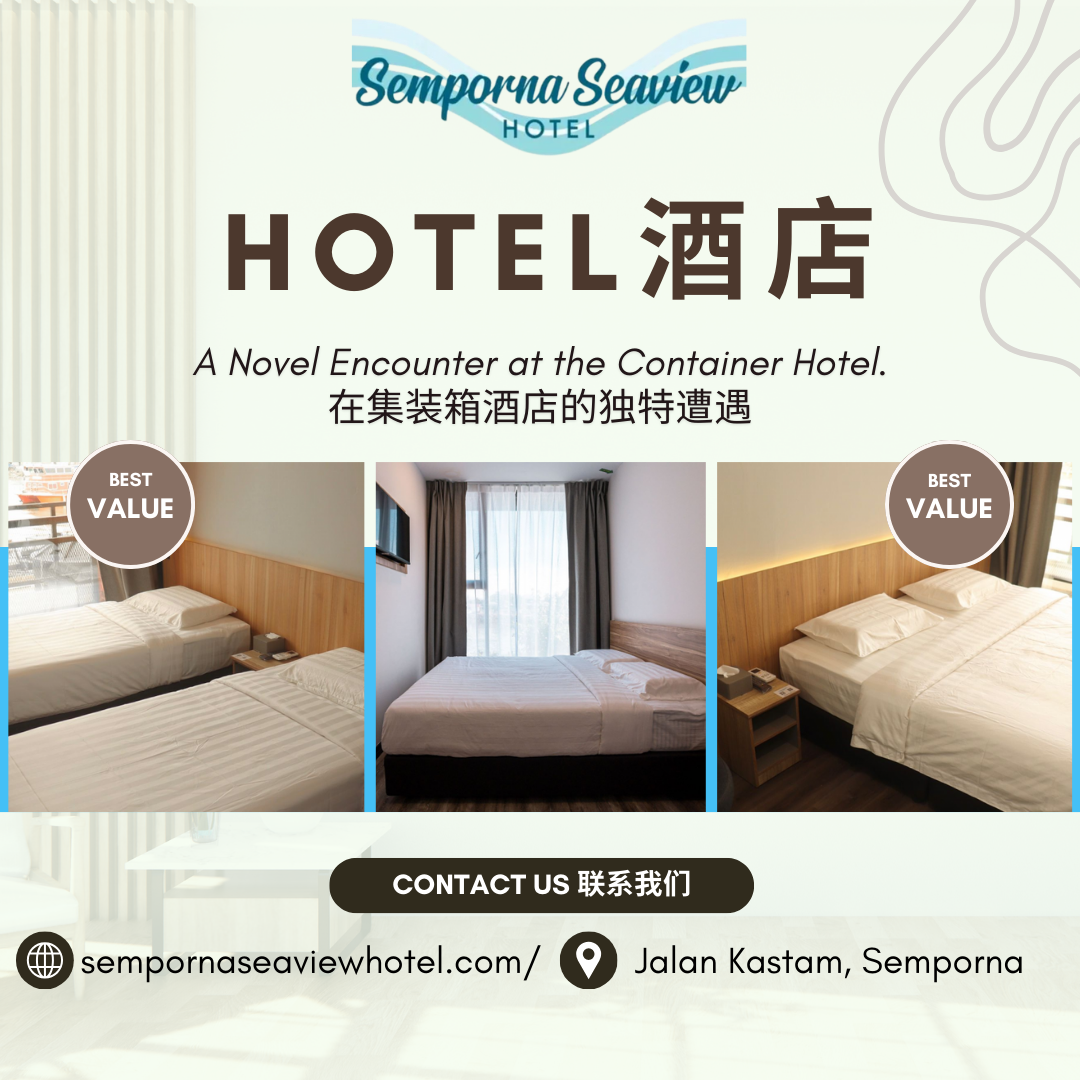 Semporna Seaview
HOTEL
HOTEL酒店
A Novel Encounter at the Container Hotel.
在集装箱酒店的独特遭遇
BEST
VALUE
BEST
VALUE
CONTACT US 联系我们
sempornaseaviewhotel.com/
Jalan Kastam, Semporna